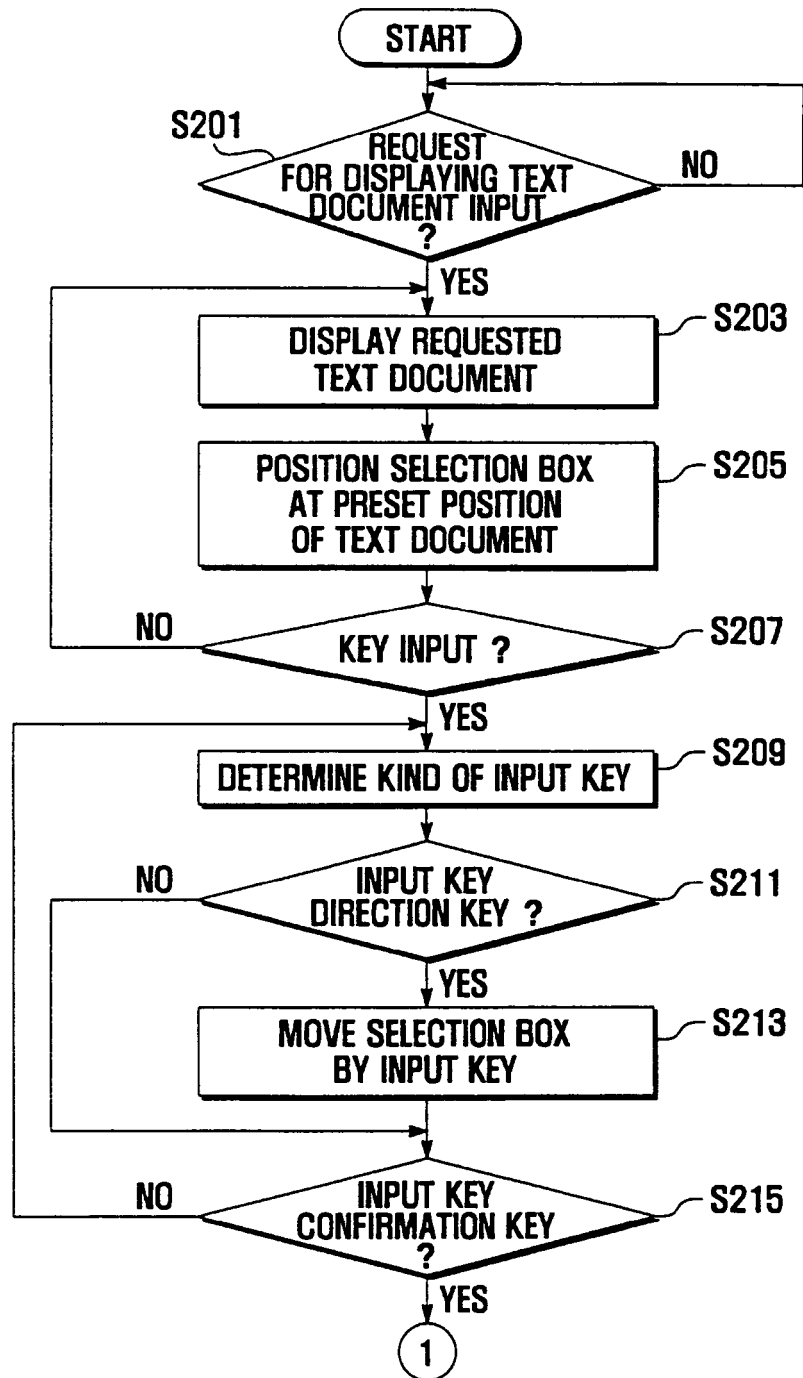 START
S201
REQUEST
FOR DISPLAYING TEXT
DOCUMENT INPUT
?
NO
YES
S203
DISPLAY REQUESTED
TEXT DOCUMENT
S205
POSITION SELECTION BOX
AT PRESET POSITION
OF TEXT DOCUMENT
NO
S207
KEY INPUT ?
YES
S209
DETERMINE KIND OF INPUT KEY
NO
S211
INPUT KEY
DIRECTION KEY ?
YES
S213
MOVE SELECTION BOX
BY INPUT KEY
NO
S215
INPUT KEY
CONFIRMATION KEY
?
YES
1